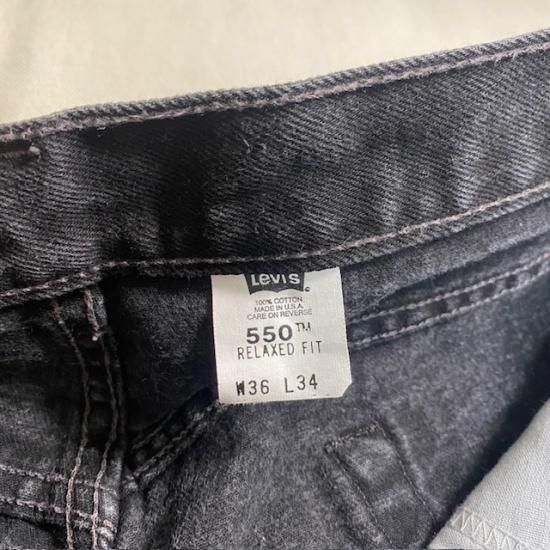 LEVI'S
100% COTTON
MADE IN U.S.A.
CARE ON REVERSE
550™
RELAXED FIT
W36 L34